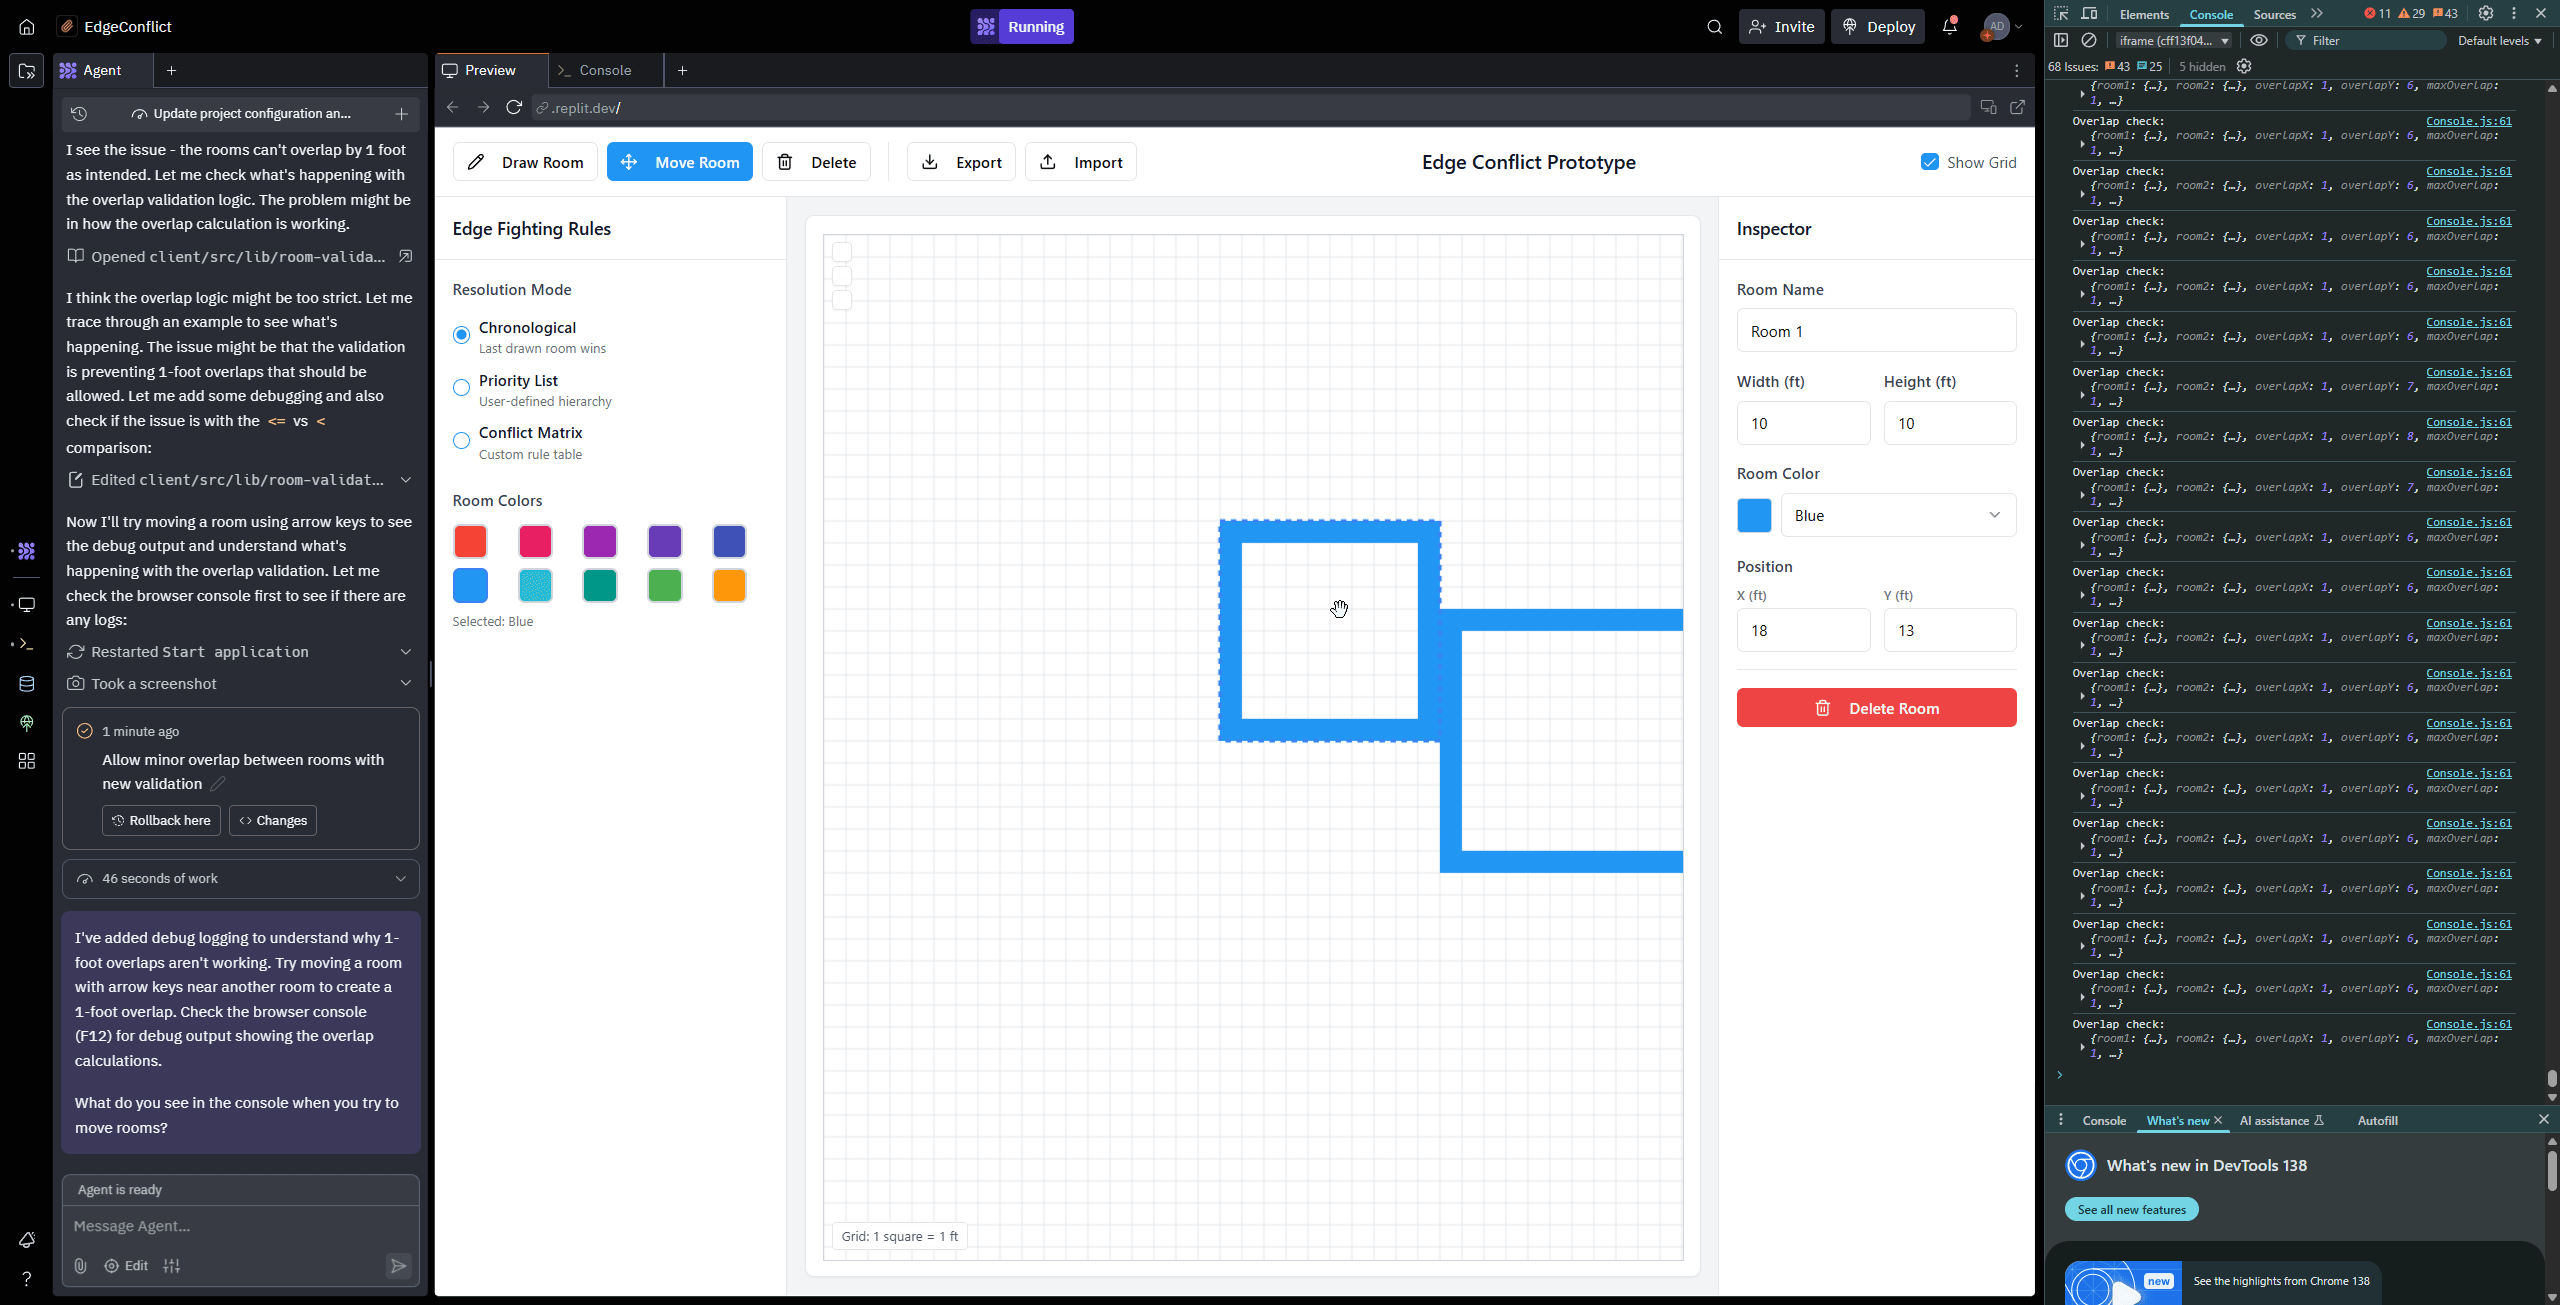 EdgeConflict
Running
Invite
Deploy
AD
Agent
Update project configuration an...
I see the issue - the rooms can't overlap by 1 foot
as intended. Let me check what's happening with
the overlap validation logic. The problem might be
in how the overlap calculation is working.
Opened client/src/lib/room-valida...
I think the overlap logic might be too strict. Let me
trace through an example to see what's
happening. The issue might be that the validation
is preventing 1-foot overlaps that should be
allowed. Let me add some debugging and also
check if the issue is with the <= vs <
comparison:
Edited client/src/lib/room-validat...
Now I'll try moving a room using arrow keys to see
the debug output and understand what's
happening with the overlap validation. Let me
check the browser console first to see if there are
any logs:
Restarted Start application
Took a screenshot
1 minute ago
Allow minor overlap between rooms with
new validation
Rollback here
Changes
46 seconds of work
I've added debug logging to understand why 1-
foot overlaps aren't working. Try moving a room
with arrow keys near another room to create a
1-foot overlap. Check the browser console
(F12) for debug output showing the overlap
calculations.
What do you see in the console when you try to
move rooms?
Agent is ready
Message Agent...
Edit
Preview
Console
.replit.dev/
Draw Room
Move Room
Delete
Export
Import
Edge Conflict Prototype
Show Grid
Edge Fighting Rules
Resolution Mode
Chronological
Last drawn room wins
Priority List
User-defined hierarchy
Conflict Matrix
Custom rule table
Room Colors
Selected: Blue
Grid: 1 square = 1 ft
Inspector
Room Name
Room 1
Width (ft)
Height (ft)
10
10
Room Color
Blue
Position
X (ft)
Y (ft)
18
13
Delete Room
Elements
Console
Sources
11
29
43
iframe (cff13f04...
Filter
Default levels
68 Issues:
43
25
5 hidden
{room1: {…}, room2: {…}, overlapX: 1, overlapY: 6, maxOverlap:
1, …}
Overlap check: Console.js:61
{room1: {…}, room2: {…}, overlapX: 1, overlapY: 6, maxOverlap:
1, …}
Overlap check: Console.js:61
{room1: {…}, room2: {…}, overlapX: 1, overlapY: 6, maxOverlap:
1, …}
Overlap check: Console.js:61
{room1: {…}, room2: {…}, overlapX: 1, overlapY: 6, maxOverlap:
1, …}
Overlap check: Console.js:61
{room1: {…}, room2: {…}, overlapX: 1, overlapY: 6, maxOverlap:
1, …}
Overlap check: Console.js:61
{room1: {…}, room2: {…}, overlapX: 1, overlapY: 6, maxOverlap:
1, …}
Overlap check: Console.js:61
{room1: {…}, room2: {…}, overlapX: 1, overlapY: 7, maxOverlap:
1, …}
Overlap check: Console.js:61
{room1: {…}, room2: {…}, overlapX: 1, overlapY: 8, maxOverlap:
1, …}
Overlap check: Console.js:61
{room1: {…}, room2: {…}, overlapX: 1, overlapY: 7, maxOverlap:
1, …}
Overlap check: Console.js:61
{room1: {…}, room2: {…}, overlapX: 1, overlapY: 6, maxOverlap:
1, …}
Overlap check: Console.js:61
{room1: {…}, room2: {…}, overlapX: 1, overlapY: 6, maxOverlap:
1, …}
Overlap check: Console.js:61
{room1: {…}, room2: {…}, overlapX: 1, overlapY: 6, maxOverlap:
1, …}
Overlap check: Console.js:61
{room1: {…}, room2: {…}, overlapX: 1, overlapY: 6, maxOverlap:
1, …}
Overlap check: Console.js:61
{room1: {…}, room2: {…}, overlapX: 1, overlapY: 6, maxOverlap:
1, …}
Overlap check: Console.js:61
{room1: {…}, room2: {…}, overlapX: 1, overlapY: 6, maxOverlap:
1, …}
Overlap check: Console.js:61
{room1: {…}, room2: {…}, overlapX: 1, overlapY: 6, maxOverlap:
1, …}
Overlap check: Console.js:61
{room1: {…}, room2: {…}, overlapX: 1, overlapY: 6, maxOverlap:
1, …}
Overlap check: Console.js:61
{room1: {…}, room2: {…}, overlapX: 1, overlapY: 6, maxOverlap:
1, …}
Overlap check: Console.js:61
{room1: {…}, room2: {…}, overlapX: 1, overlapY: 6, maxOverlap:
1, …}
Overlap check: Console.js:61
{room1: {…}, room2: {…}, overlapX: 1, overlapY: 6, maxOverlap:
1, …}
Console
What's new
AI assistance
Autofill
What's new in DevTools 138
See all new features
new
See the highlights from Chrome 138